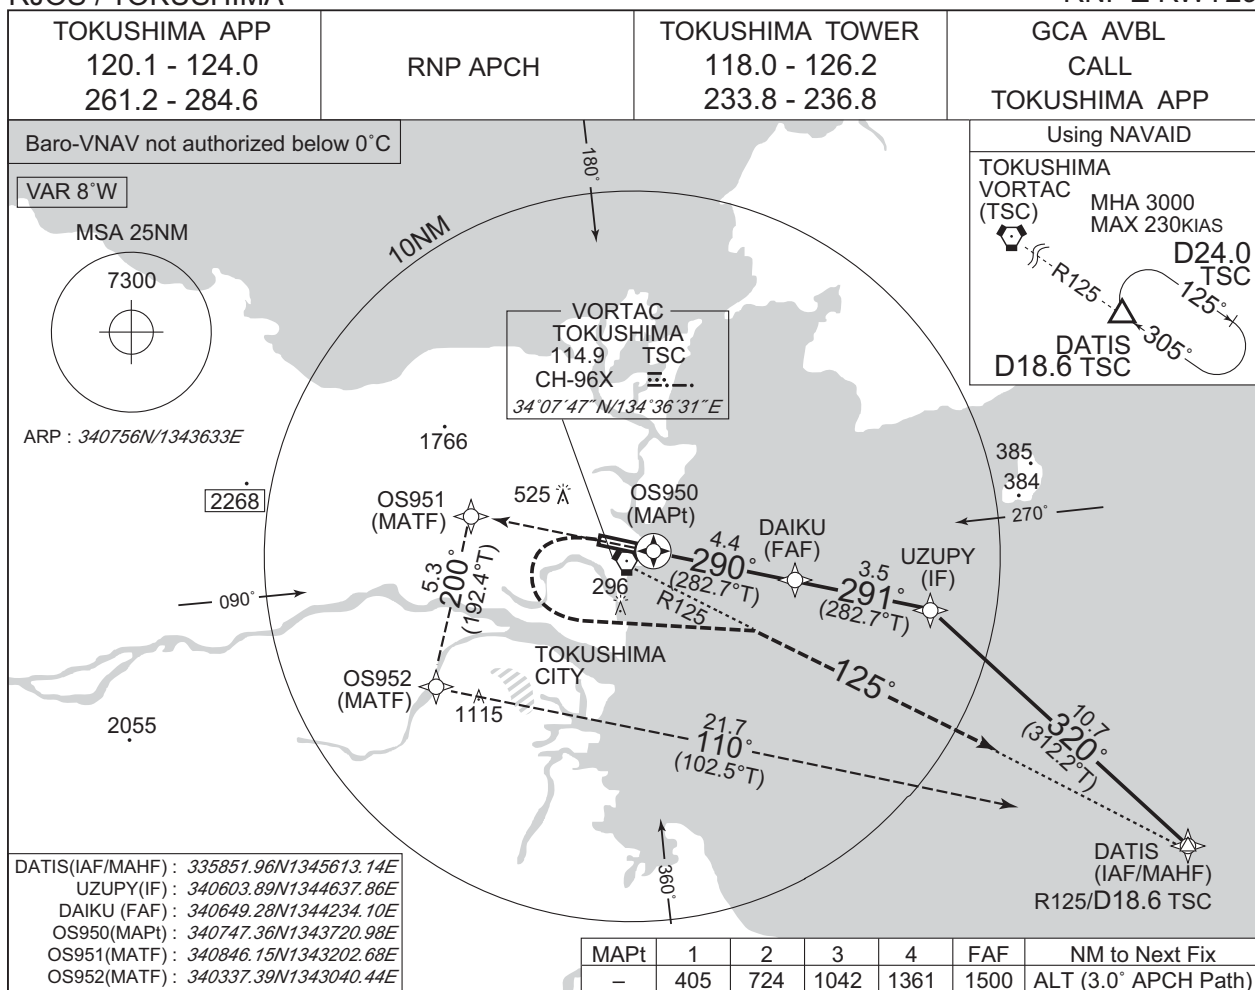 RJOS / TOKUSHIMA
TOKUSHIMA APP
120.1 - 124.0
261.2 - 284.6
RNP APCH
TOKUSHIMA TOWER
118.0 - 126.2
233.8 - 236.8
GCA AVBL
CALL
TOKUSHIMA APP
Baro-VNAV not authorized below 0˚C
VAR 8˚W
MSA 25NM
7300
ARP : 340756N/1343633E
Using NAVAID
TOKUSHIMA
VORTAC
(TSC)
MHA 3000
MAX 230KIAS
D24.0
TSC
R125
125˚
305˚
DATIS
D18.6 TSC
180˚
10NM
VORTAC
TOKUSHIMA
114.9 TSC
CH-96X
34˚07´47˝N/134˚36´31˝E
1766
2268
525
385
384
270˚
OS951
(MATF)
OS950
(MAPt)
DAIKU
(FAF)
UZUPY
(IF)
4.4
290˚
(282.7°T)
3.5
291˚
(282.7°T)
5.3
200˚
(192.4°T)
090˚
296
R125
TOKUSHIMA
CITY
125˚
OS952
(MATF)
1115
2055
21.7
110˚
(102.5°T)
10.7
320˚
(312.2°T)
360˚
DATIS
(IAF/MAHF)
R125/D18.6 TSC
DATIS(IAF/MAHF) : 335851.96N1345613.14E
UZUPY(IF) : 340603.89N1344637.86E
DAIKU (FAF) : 340649.28N1344234.10E
OS950(MAPt) : 340747.36N1343720.98E
OS951(MATF) : 340846.15N1343202.68E
OS952(MATF) : 340337.39N1343040.44E
MAPt 1 2 3 4 FAF NM to Next Fix
– 405 724 1042 1361 1500 ALT (3.0˚ APCH Path)